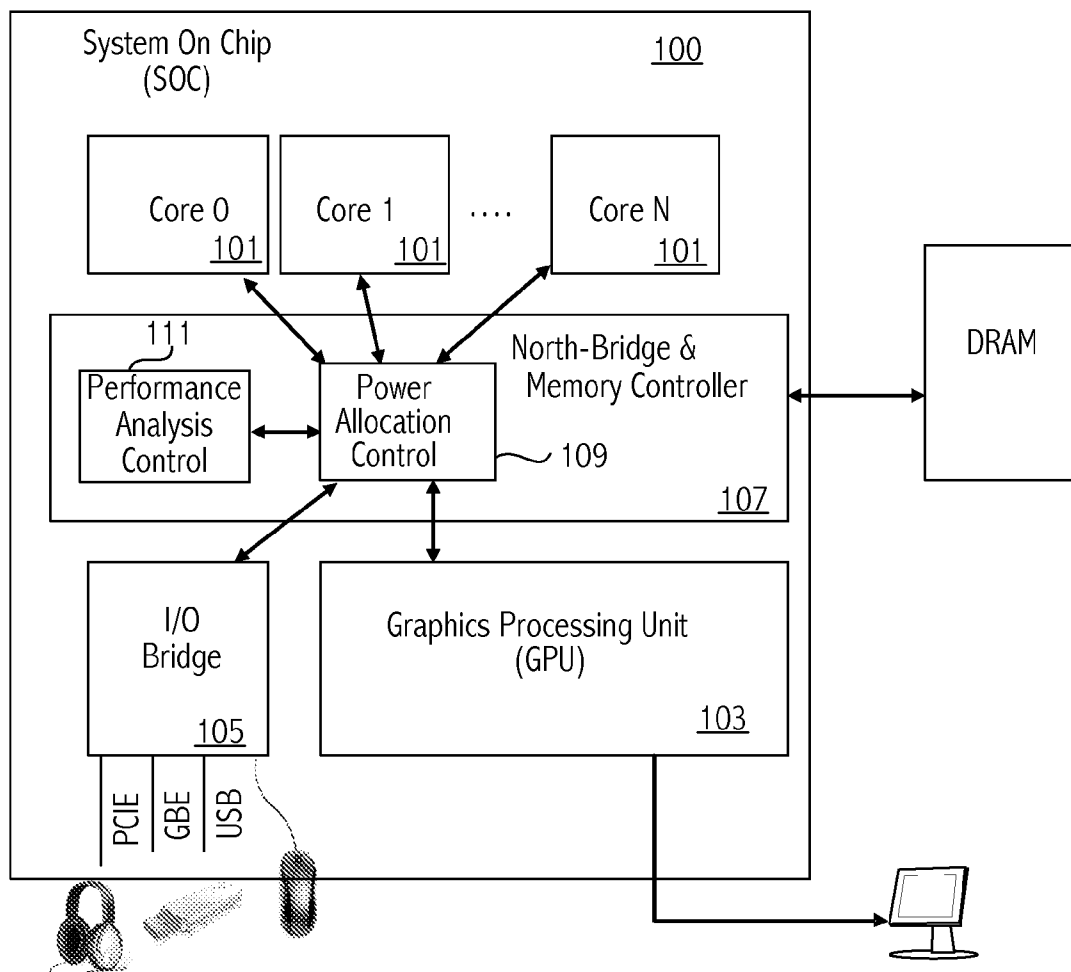 System On Chip
(SOC)
100
Core 0
101
Core 1
101
....
Core N
101
111
Performance
Analysis
Control
Power
Allocation
Control
North-Bridge &
Memory Controller
109
107
DRAM
I/O
Bridge
105
Graphics Processing Unit
(GPU)
103
PCIE
GBE
USB